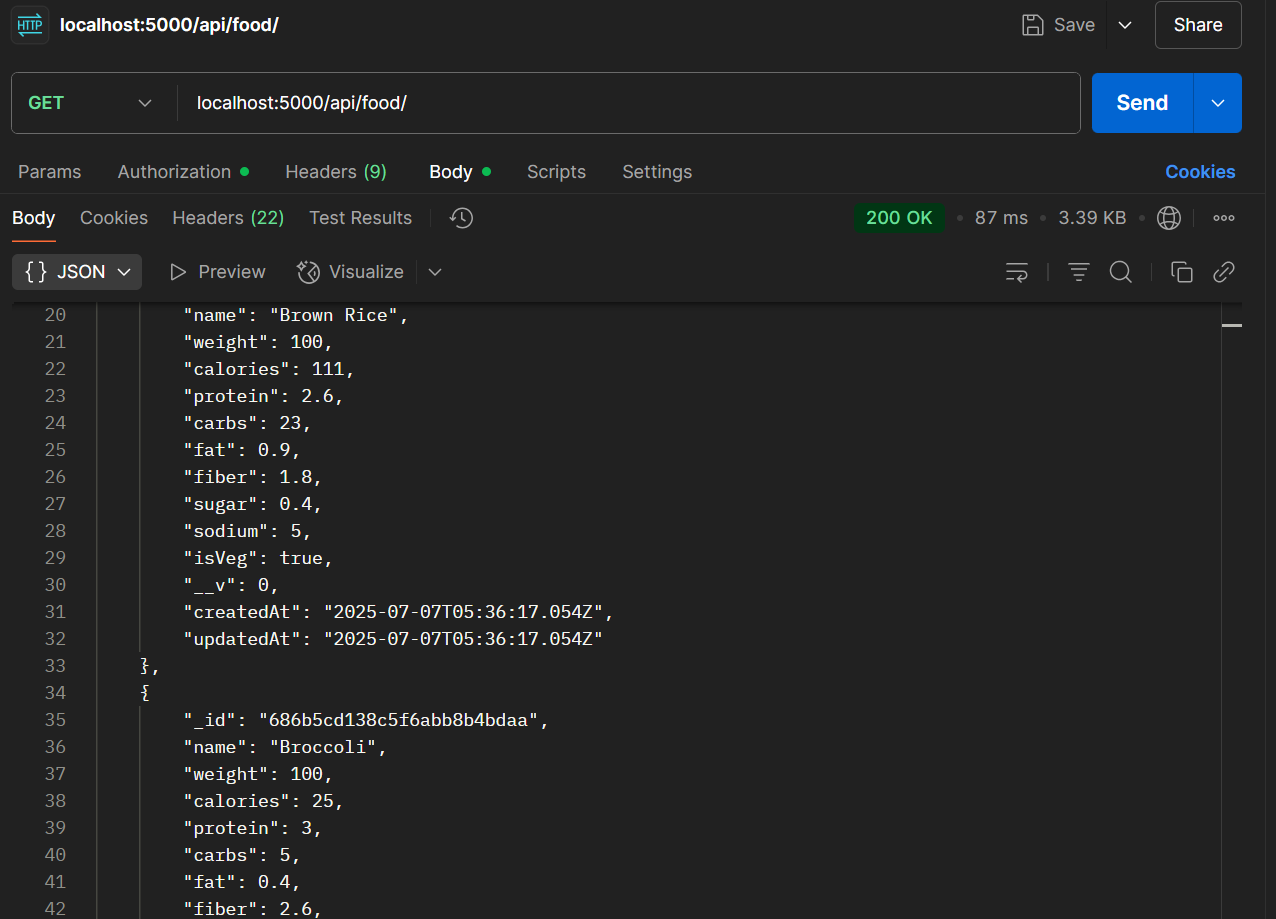 HTTP localhost:5000/api/food/ Save Share
GET localhost:5000/api/food/ Send
Params Authorization Headers (9) Body Scripts Settings Cookies
Body Cookies Headers (22) Test Results 200 OK 87 ms 3.39 KB
{} JSON Preview Visualize
20 "name": "Brown Rice",
21 "weight": 100,
22 "calories": 111,
23 "protein": 2.6,
24 "carbs": 23,
25 "fat": 0.9,
26 "fiber": 1.8,
27 "sugar": 0.4,
28 "sodium": 5,
29 "isVeg": true,
30 "__v": 0,
31 "createdAt": "2025-07-07T05:36:17.054Z",
32 "updatedAt": "2025-07-07T05:36:17.054Z"
33 },
34 {
35 "_id": "686b5cd138c5f6abb8b4bdaa",
36 "name": "Broccoli",
37 "weight": 100,
38 "calories": 25,
39 "protein": 3,
40 "carbs": 5,
41 "fat": 0.4,
42 "fiber": 2.6,